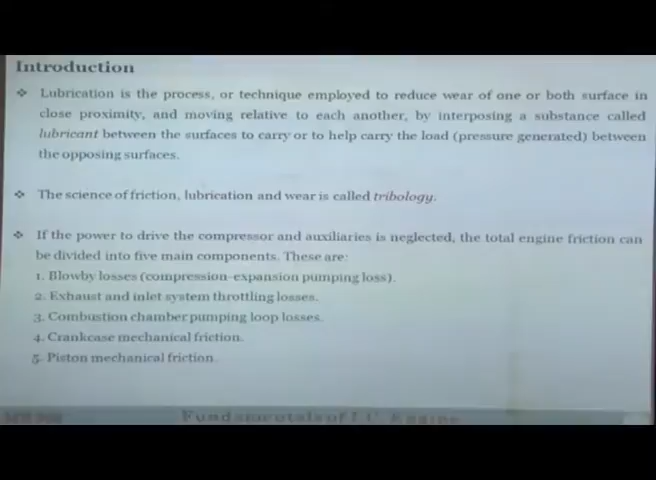 Introduction
❖ Lubrication is the process, or technique employed to reduce wear of one or both surface in
close proximity, and moving relative to each another, by interposing a substance called
lubricant between the surfaces to carry or to help carry the load (pressure generated) between
the opposing surfaces.
❖ The science of friction, lubrication and wear is called tribology.
❖ If the power to drive the compressor and auxiliaries is neglected, the total engine friction can
be divided into five main components. These are:
1. Blowby losses (compression-expansion pumping loss).
2. Exhaust and inlet system throttling losses.
3. Combustion chamber pumping loop losses.
4. Crankcase mechanical friction.
5. Piston mechanical friction.
Fundamentals of I C Engine